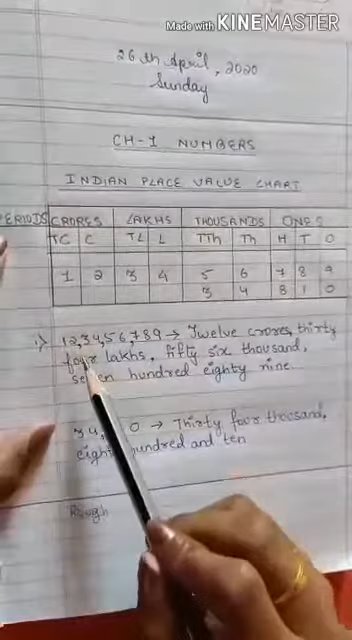 Made with KINEMASTER
26th April, 2020
Sunday
CH-1 NUMBERS
INDIAN PLACE VALUE CHART
PERIODS CRORES LAKHS THOUSANDS ONES
TC C TL L TTh Th H T O
1 2 3 4 5 6 7 8 9
3 4 8 1 0
i) 12,34,56,789 → Twelve crores, thirty
four lakhs, fifty six thousand,
hundred eighty nine
34, 0 → Thirty four thousand,
hundred and ten
Rough